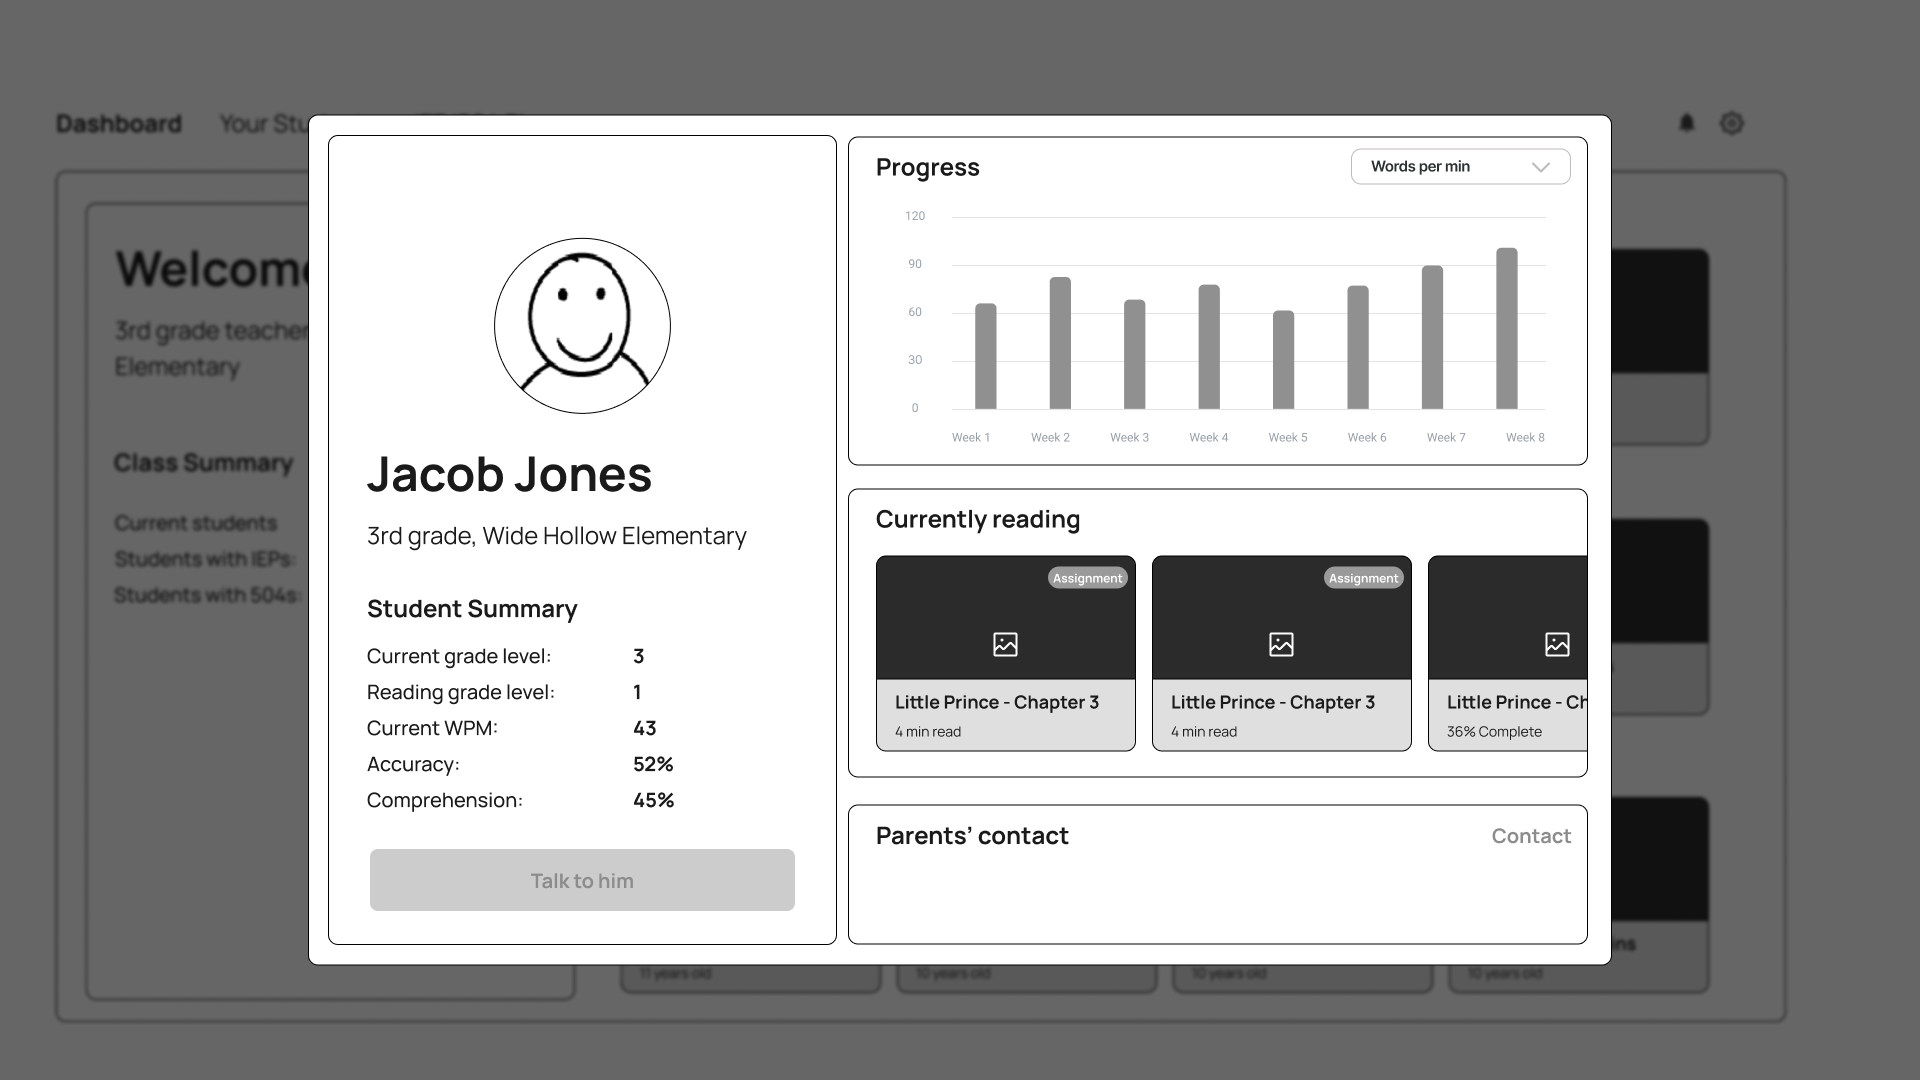 Dashboard
Your Stu
Welcome
3rd grade teacher
Elementary
Class Summary
Current students
Students with IEPs:
Students with 504s:
Jacob Jones
3rd grade, Wide Hollow Elementary
Student Summary
Current grade level: 3
Reading grade level: 1
Current WPM: 43
Accuracy: 52%
Comprehension: 45%
Talk to him
Progress
Words per min
120
90
60
30
0
Week 1 Week 2 Week 3 Week 4 Week 5 Week 6 Week 7 Week 8
Currently reading
Assignment
Little Prince - Chapter 3
4 min read
Assignment
Little Prince - Chapter 3
4 min read
Little Prince - Ch
36% Complete
Parents’ contact
Contact
ins
11 years old
10 years old
10 years old
10 years old